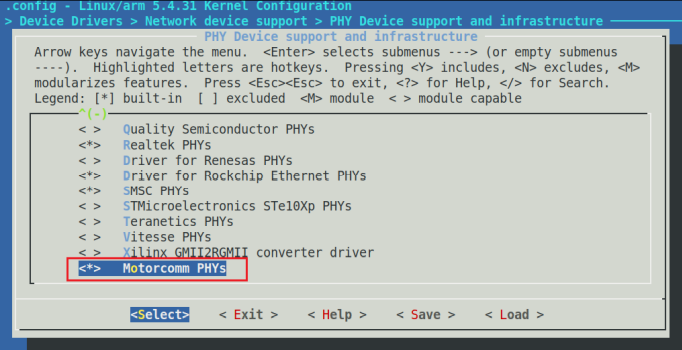 .config - Linux/arm 5.4.31 Kernel Configuration
> Device Drivers > Network device support > PHY Device support and infrastructure
PHY Device support and infrastructure
Arrow keys navigate the menu. <Enter> selects submenus ---> (or empty submenus
----). Highlighted letters are hotkeys. Pressing <Y> includes, <N> excludes, <M>
modularizes features. Press <Esc><Esc> to exit, <?> for Help, </> for Search.
Legend: [*] built-in [ ] excluded <M> module < > module capable
^(-)
< > Quality Semiconductor PHYs
<*> Realtek PHYs
< > Driver for Renesas PHYs
<*> Driver for Rockchip Ethernet PHYs
<*> SMSC PHYs
< > STMicroelectronics STe10Xp PHYs
< > Teranetics PHYs
< > Vitesse PHYs
< > Xilinx GMII2RGMII converter driver
<*> Motorcomm PHYs
<Select> < Exit > < Help > < Save > < Load >